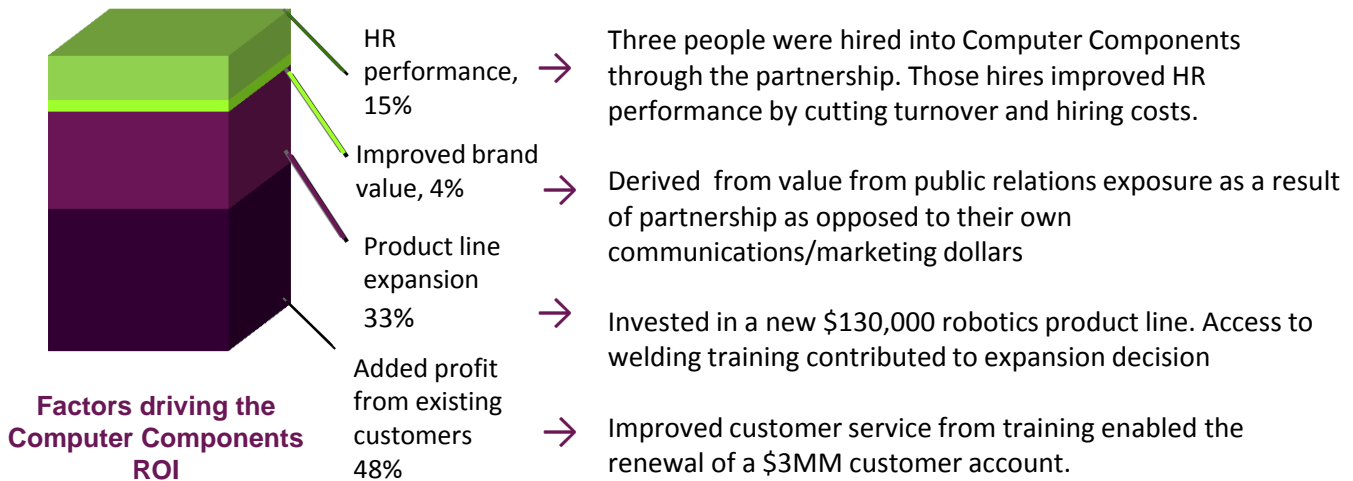 HR
performance,
15%
Three people were hired into Computer Components
through the partnership. Those hires improved HR
performance by cutting turnover and hiring costs.
Improved brand
value, 4%
Derived  from value from public relations exposure as a result
of partnership as opposed to their own
communications/marketing dollars
Product line
expansion
33%
Invested in a new $130,000 robotics product line. Access to
welding training contributed to expansion decision
Added profit
from existing
customers
48%
Improved customer service from training enabled the
renewal of a $3MM customer account.
Factors driving the
Computer Components
ROI